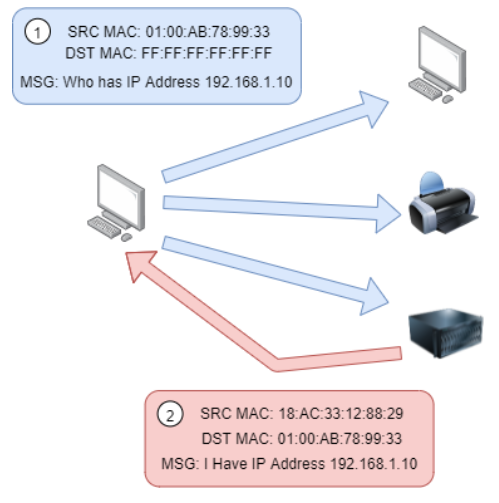 1
SRC MAC: 01:00:AB:78:99:33
DST MAC: FF:FF:FF:FF:FF:FF
MSG: Who has IP Address 192.168.1.10
2
SRC MAC: 18:AC:33:12:88:29
DST MAC: 01:00:AB:78:99:33
MSG: I Have IP Address 192.168.1.10